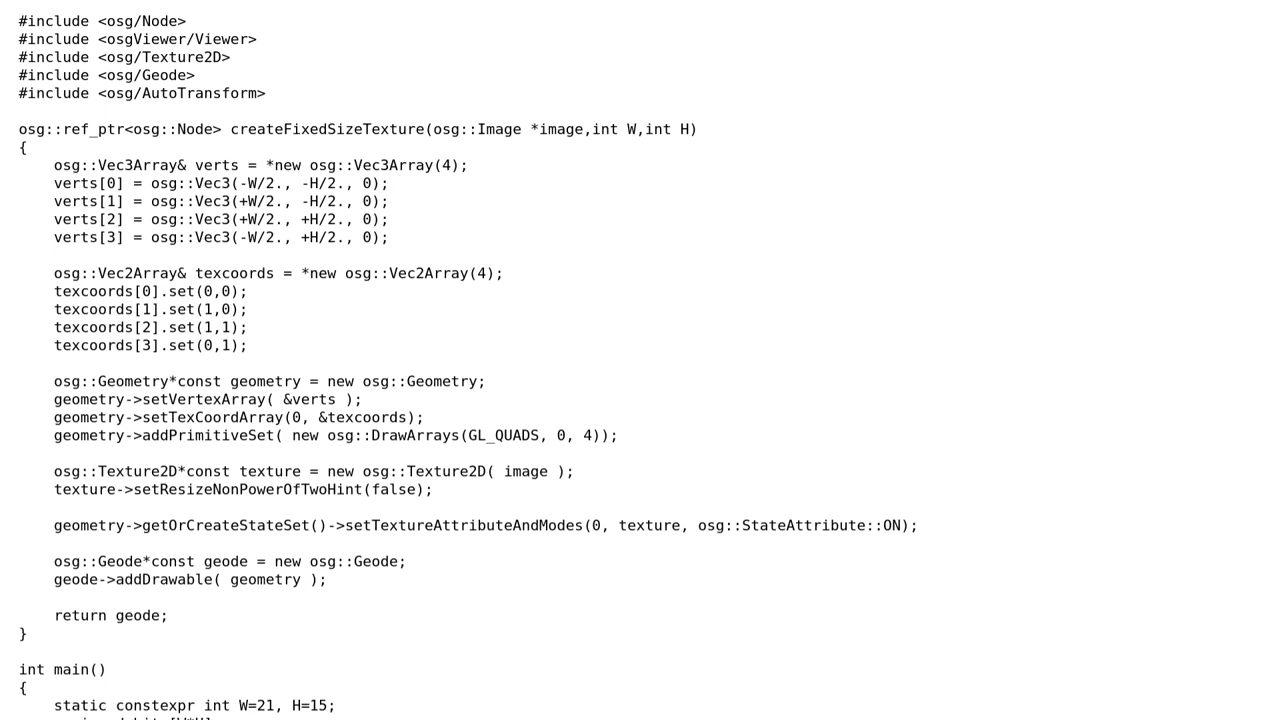 #include <osg/Node>
#include <osgViewer/Viewer>
#include <osg/Texture2D>
#include <osg/Geode>
#include <osg/AutoTransform>

osg::ref_ptr<osg::Node> createFixedSizeTexture(osg::Image *image,int W,int H)
{
    osg::Vec3Array& verts = *new osg::Vec3Array(4);
    verts[0] = osg::Vec3(-W/2., -H/2., 0);
    verts[1] = osg::Vec3(+W/2., -H/2., 0);
    verts[2] = osg::Vec3(+W/2., +H/2., 0);
    verts[3] = osg::Vec3(-W/2., +H/2., 0);

    osg::Vec2Array& texcoords = *new osg::Vec2Array(4);
    texcoords[0].set(0,0);
    texcoords[1].set(1,0);
    texcoords[2].set(1,1);
    texcoords[3].set(0,1);

    osg::Geometry*const geometry = new osg::Geometry;
    geometry->setVertexArray( &verts );
    geometry->setTexCoordArray(0, &texcoords);
    geometry->addPrimitiveSet( new osg::DrawArrays(GL_QUADS, 0, 4));

    osg::Texture2D*const texture = new osg::Texture2D( image );
    texture->setResizeNonPowerOfTwoHint(false);

    geometry->getOrCreateStateSet()->setTextureAttributeAndModes(0, texture, osg::StateAttribute::ON);

    osg::Geode*const geode = new osg::Geode;
    geode->addDrawable( geometry );

    return geode;
}

int main()
{
    static constexpr int W=21, H=15;